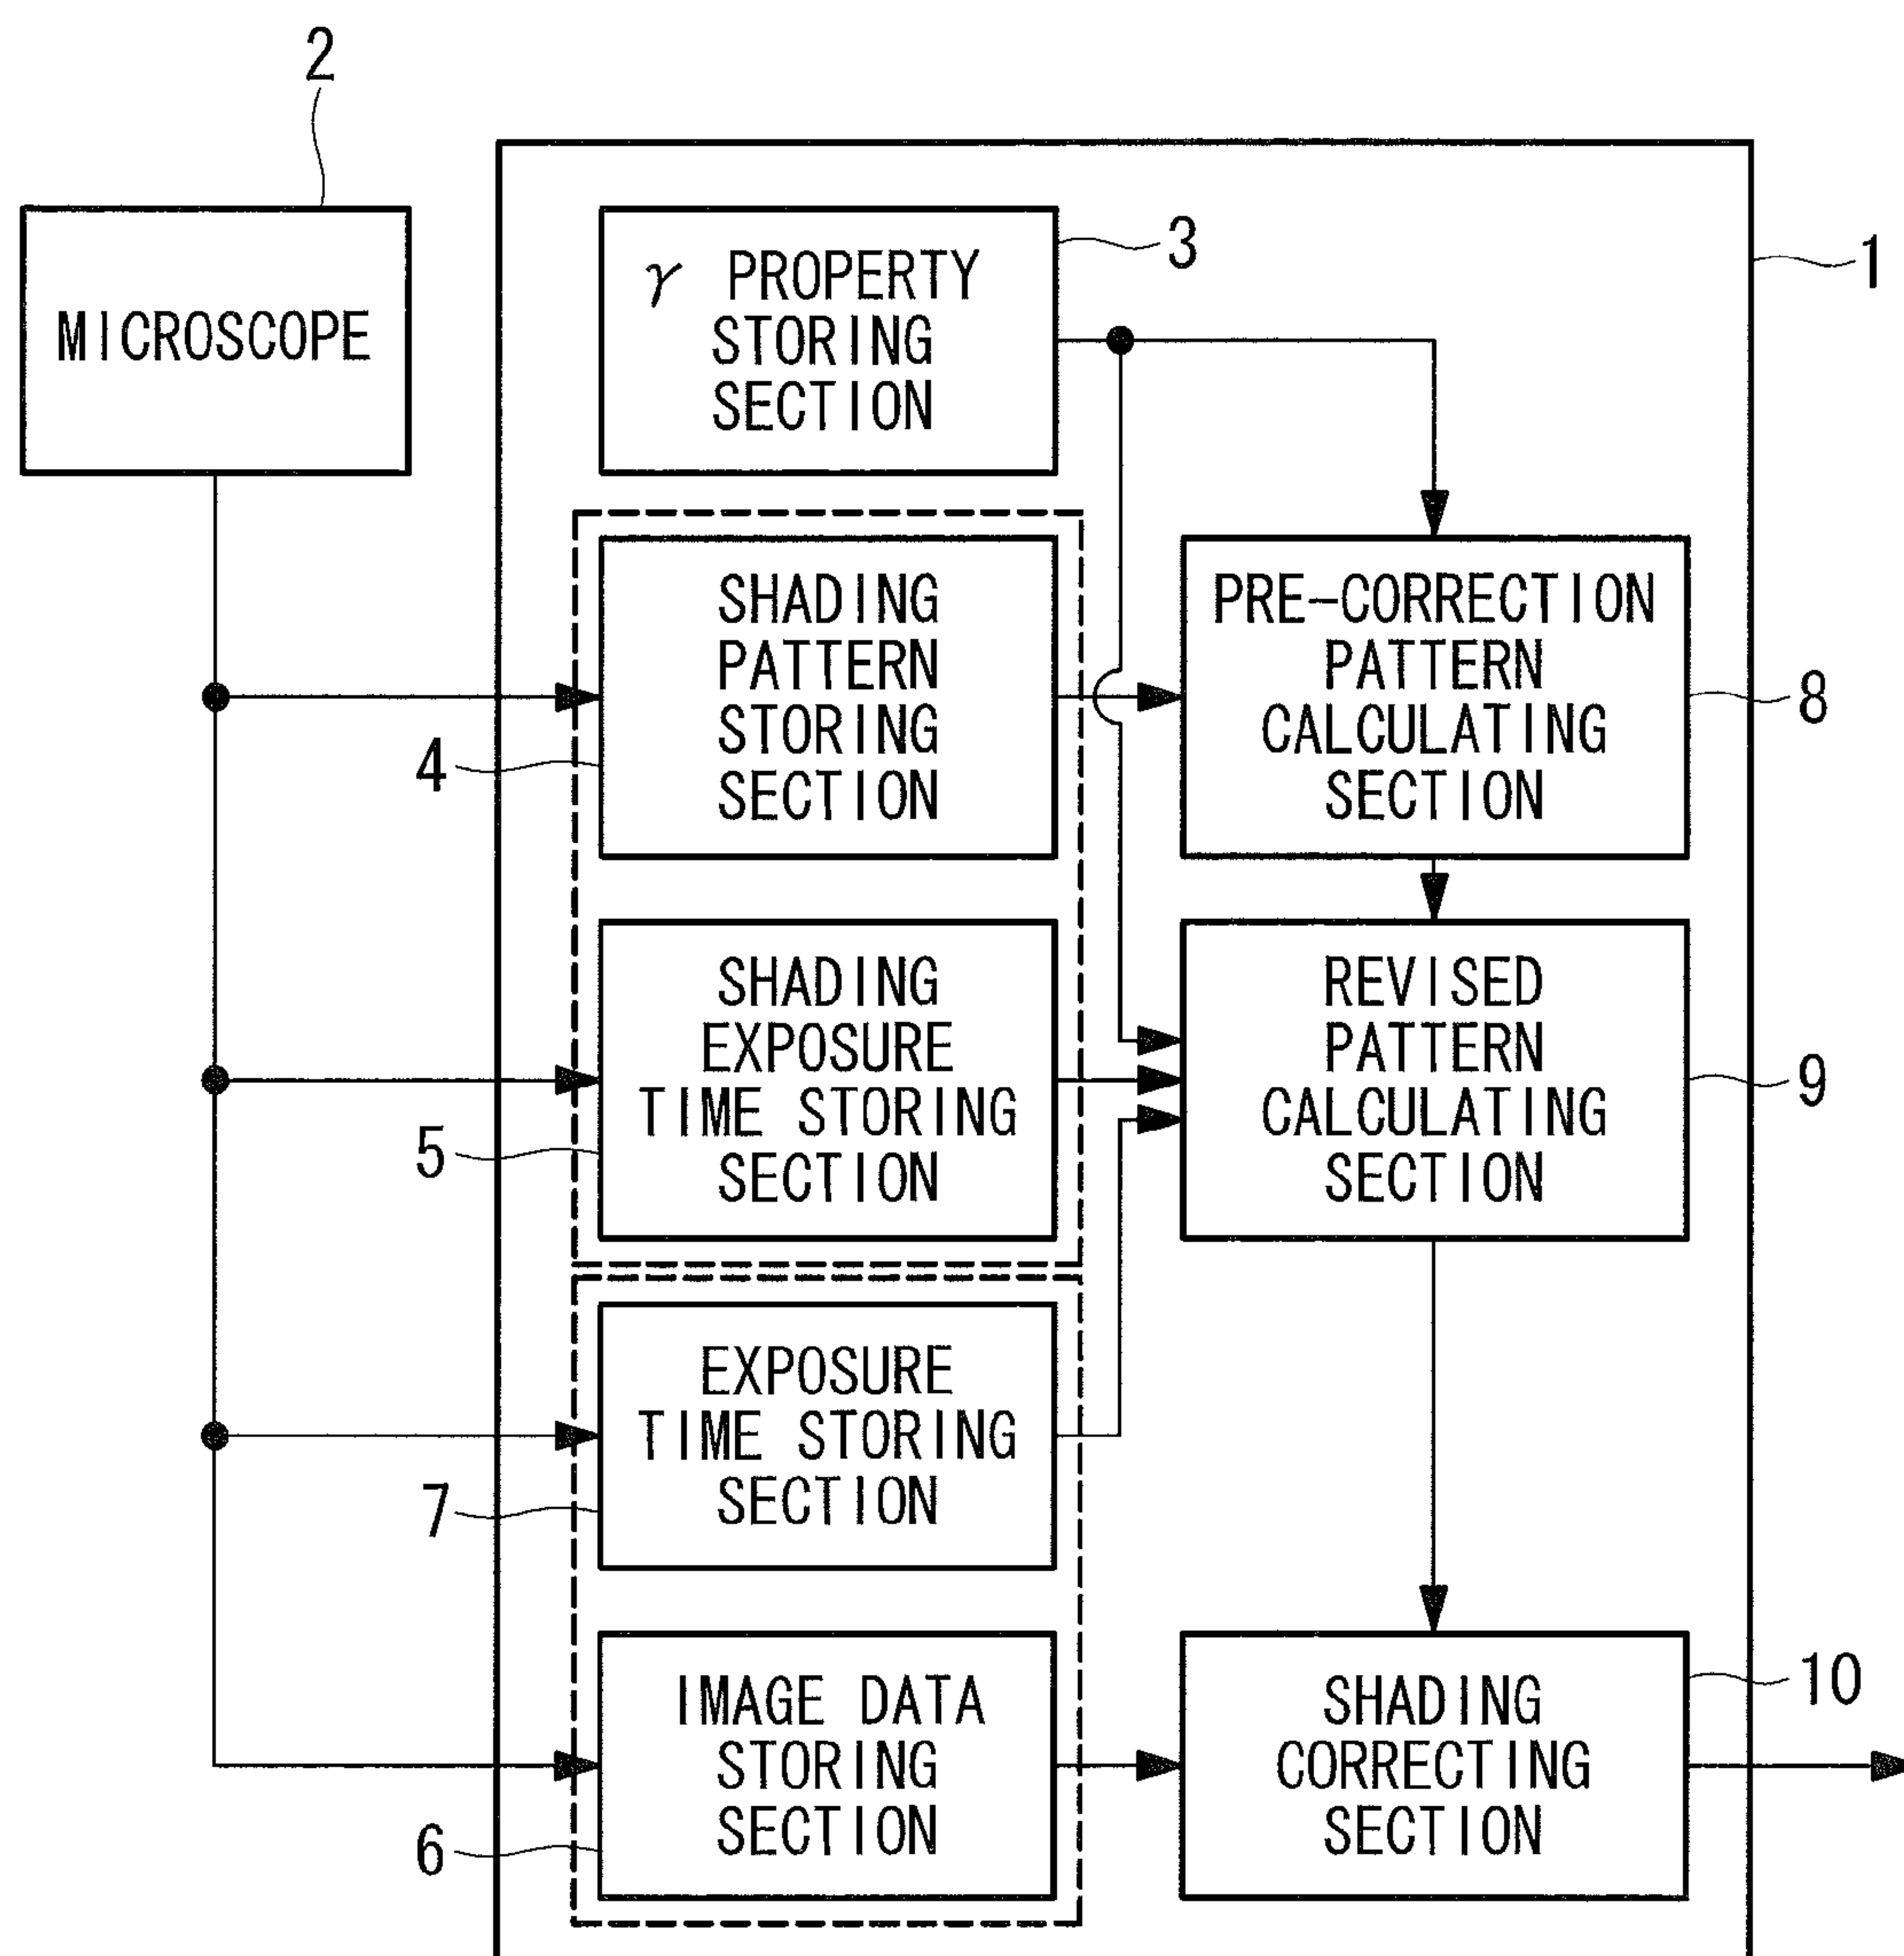 2
MICROSCOPE
1
γ PROPERTY
STORING
SECTION
3
SHADING
PATTERN
STORING
SECTION
4
PRE-CORRECTION
PATTERN
CALCULATING
SECTION
8
SHADING
EXPOSURE
TIME STORING
SECTION
5
REVISED
PATTERN
CALCULATING
SECTION
9
EXPOSURE
TIME STORING
SECTION
7
IMAGE DATA
STORING
SECTION
6
SHADING
CORRECTING
SECTION
10